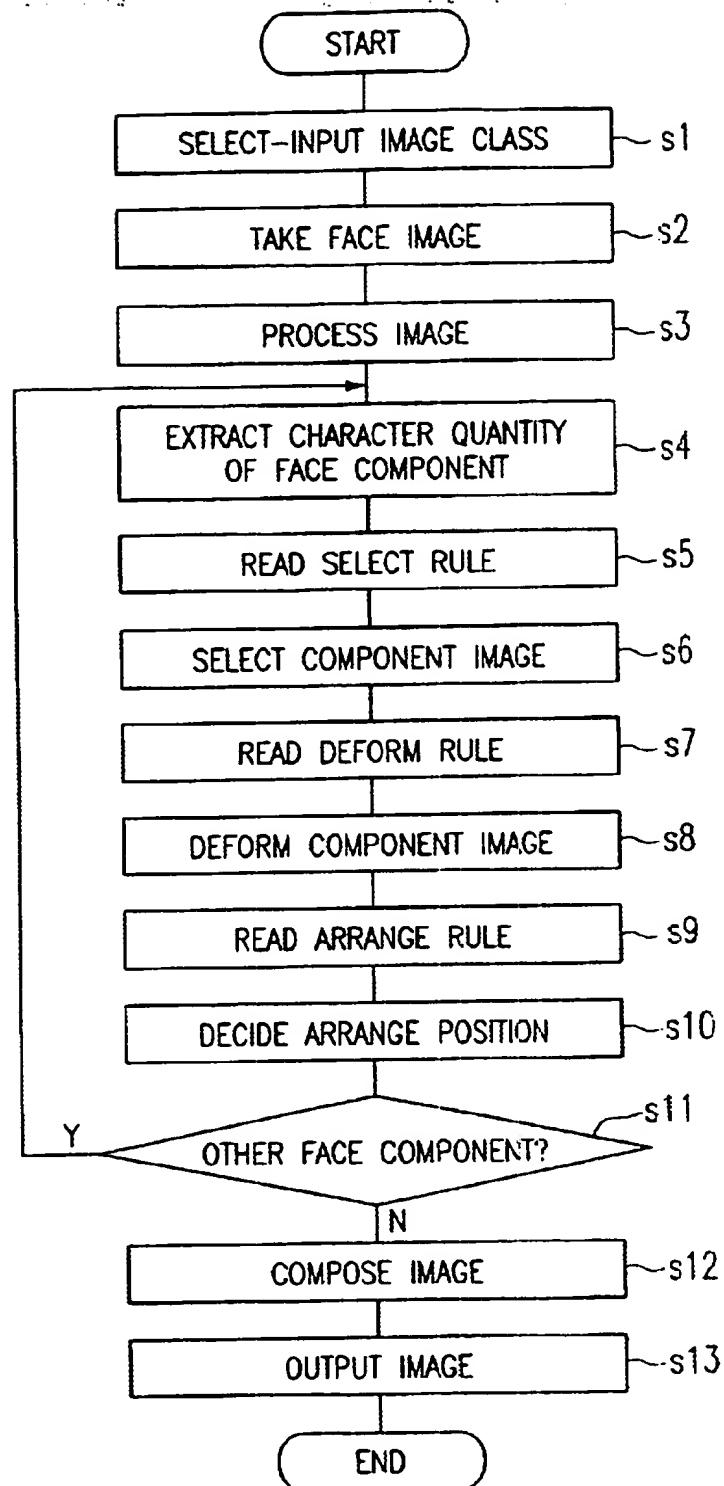 START
SELECT-INPUT IMAGE CLASS s1
TAKE FACE IMAGE s2
PROCESS IMAGE s3
EXTRACT CHARACTER QUANTITY
OF FACE COMPONENT s4
READ SELECT RULE s5
SELECT COMPONENT IMAGE s6
READ DEFORM RULE s7
DEFORM COMPONENT IMAGE s8
READ ARRANGE RULE s9
DECIDE ARRANGE POSITION s10
s11
Y OTHER FACE COMPONENT?
N
COMPOSE IMAGE s12
OUTPUT IMAGE s13
END